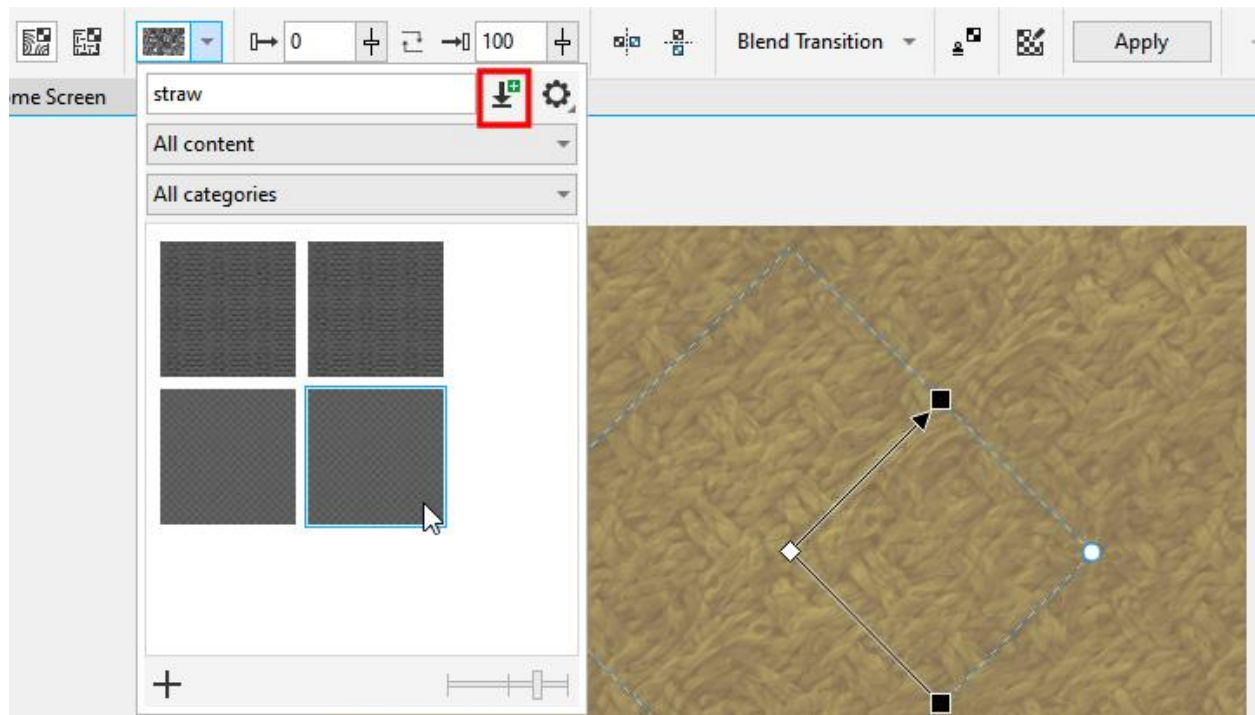 0
100
Blend Transition
Apply
me Screen
straw
All content
All categories